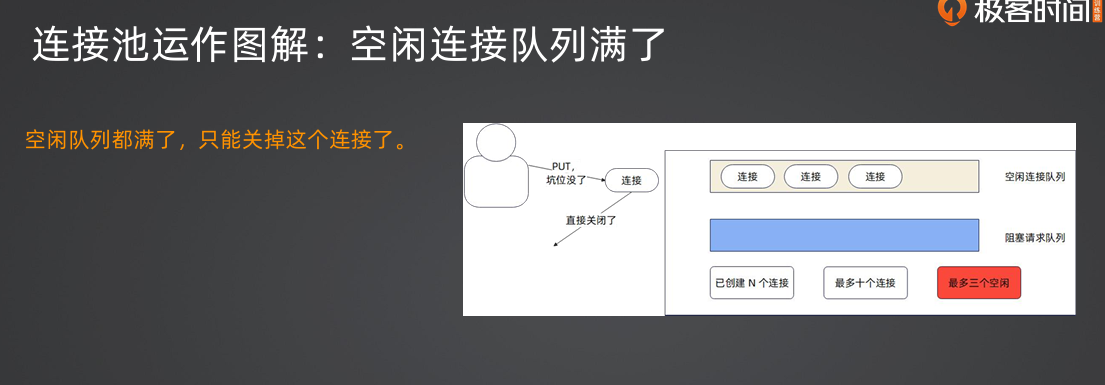 极客时间
训练营
连接池运作图解：空闲连接队列满了
空闲队列都满了，只能关掉这个连接了。
PUT，
坑位没了
连接
直接关闭了
连接
连接
连接
空闲连接队列
阻塞请求队列
已创建 N 个连接
最多十个连接
最多三个空闲